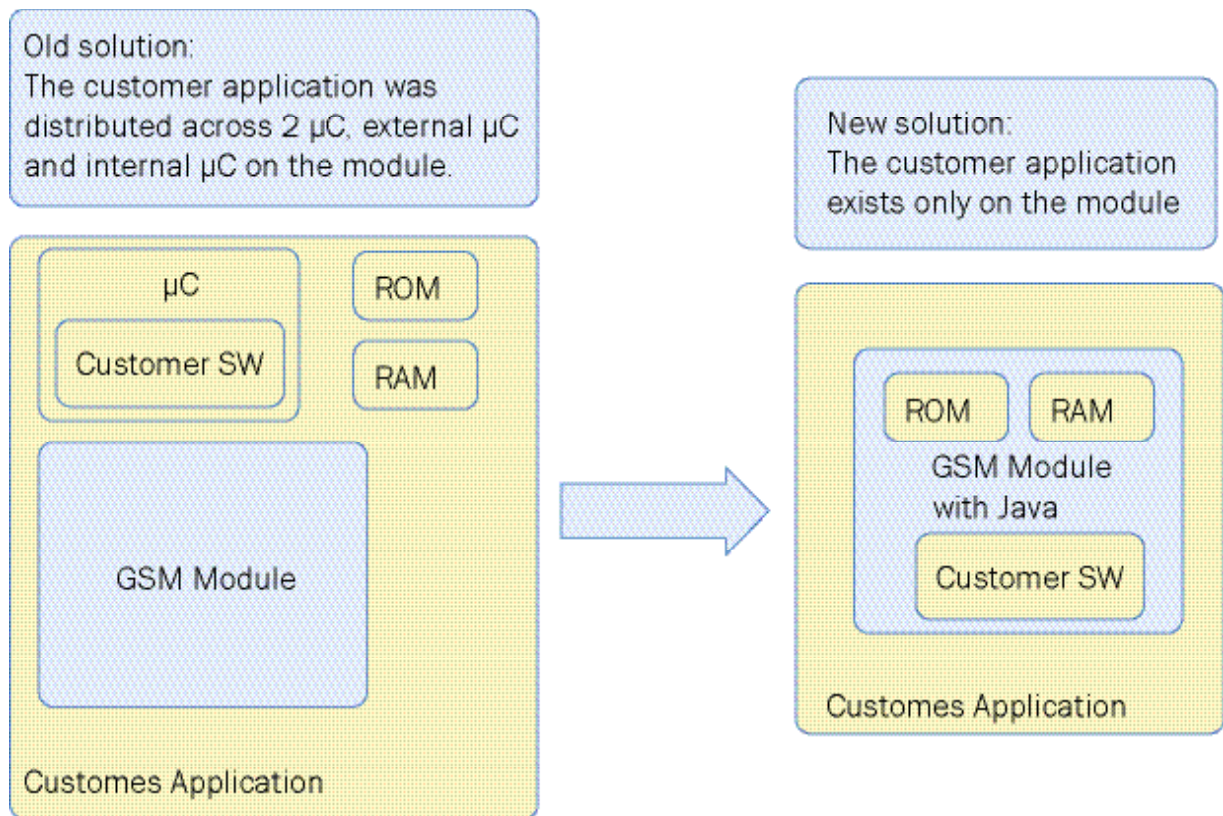 Old solution:
The customer application was
distributed across 2 µC, external µC
and internal µC on the module.
µC
Customer SW
ROM
RAM
GSM Module
Customes Application
New solution:
The customer application
exists only on the module
ROM
RAM
GSM Module
with Java
Customer SW
Customes Application